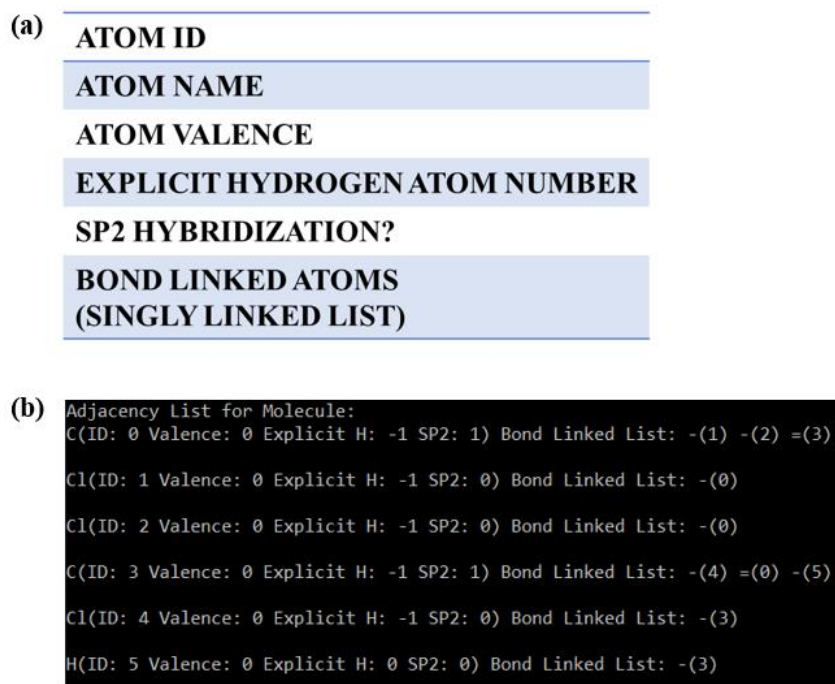 (a)
ATOM ID
ATOM NAME
ATOM VALENCE
EXPLICIT HYDROGEN ATOM NUMBER
SP2 HYBRIDIZATION?
BOND LINKED ATOMS
(SINGLY LINKED LIST)
(b)
Adjacency List for Molecule:
C(ID: 0 Valence: 0 Explicit H: -1 SP2: 1) Bond Linked List: -(1) -(2) =(3)
Cl(ID: 1 Valence: 0 Explicit H: -1 SP2: 0) Bond Linked List: -(0)
Cl(ID: 2 Valence: 0 Explicit H: -1 SP2: 0) Bond Linked List: -(0)
C(ID: 3 Valence: 0 Explicit H: -1 SP2: 1) Bond Linked List: -(4) =(0) -(5)
Cl(ID: 4 Valence: 0 Explicit H: -1 SP2: 0) Bond Linked List: -(3)
H(ID: 5 Valence: 0 Explicit H: 0 SP2: 0) Bond Linked List: -(3)